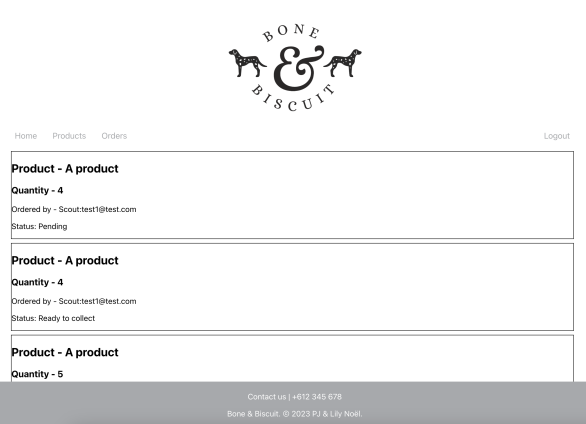 BONE
&
BISCUIT
Home Products Orders Logout
Product - A product
Quantity - 4
Ordered by - Scout:test1@test.com
Status: Pending
Product - A product
Quantity - 4
Ordered by - Scout:test1@test.com
Status: Ready to collect
Product - A product
Quantity - 5
Contact us | +612 345 678
Bone & Biscuit. © 2023 PJ & Lily Noël.